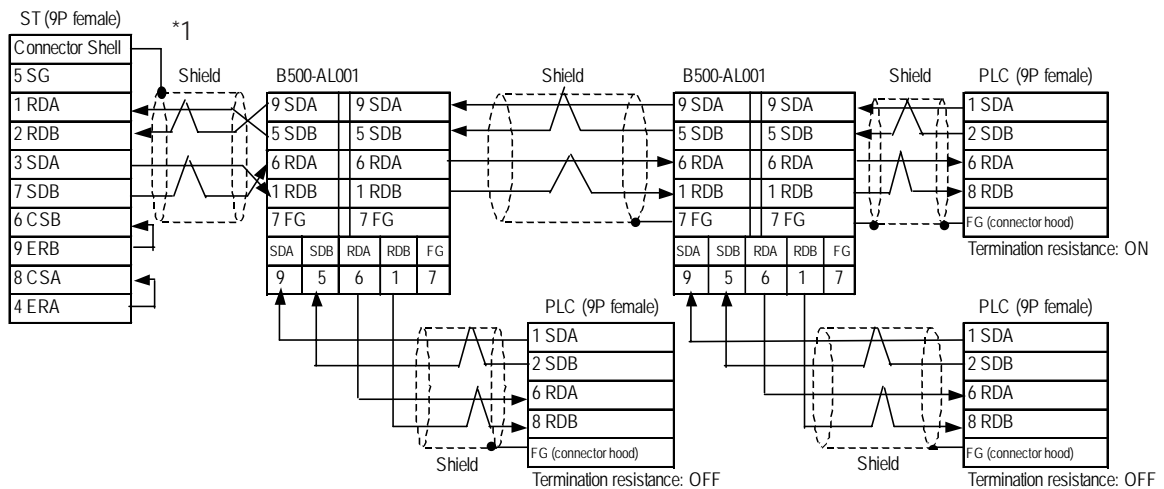 ST (9P female)
*1
Connector Shell
5 SG
1 RDA
2 RDB
3 SDA
7 SDB
6 CSB
9 ERB
8 CSA
4 ERA
Shield
B500-AL001
9 SDA 9 SDA
5 SDB 5 SDB
6 RDA 6 RDA
1 RDB 1 RDB
7 FG 7 FG
SDA SDB RDA RDB FG
9 5 6 1 7
Shield
B500-AL001
9 SDA 9 SDA
5 SDB 5 SDB
6 RDA 6 RDA
1 RDB 1 RDB
7 FG 7 FG
SDA SDB RDA RDB FG
9 5 6 1 7
Shield
PLC (9P female)
1 SDA
2 SDB
6 RDA
8 RDB
FG (connector hood)
Termination resistance: ON
PLC (9P female)
1 SDA
2 SDB
6 RDA
8 RDB
FG (connector hood)
Shield
Termination resistance: OFF
PLC (9P female)
1 SDA
2 SDB
6 RDA
8 RDB
FG (connector hood)
Shield
Termination resistance: OFF